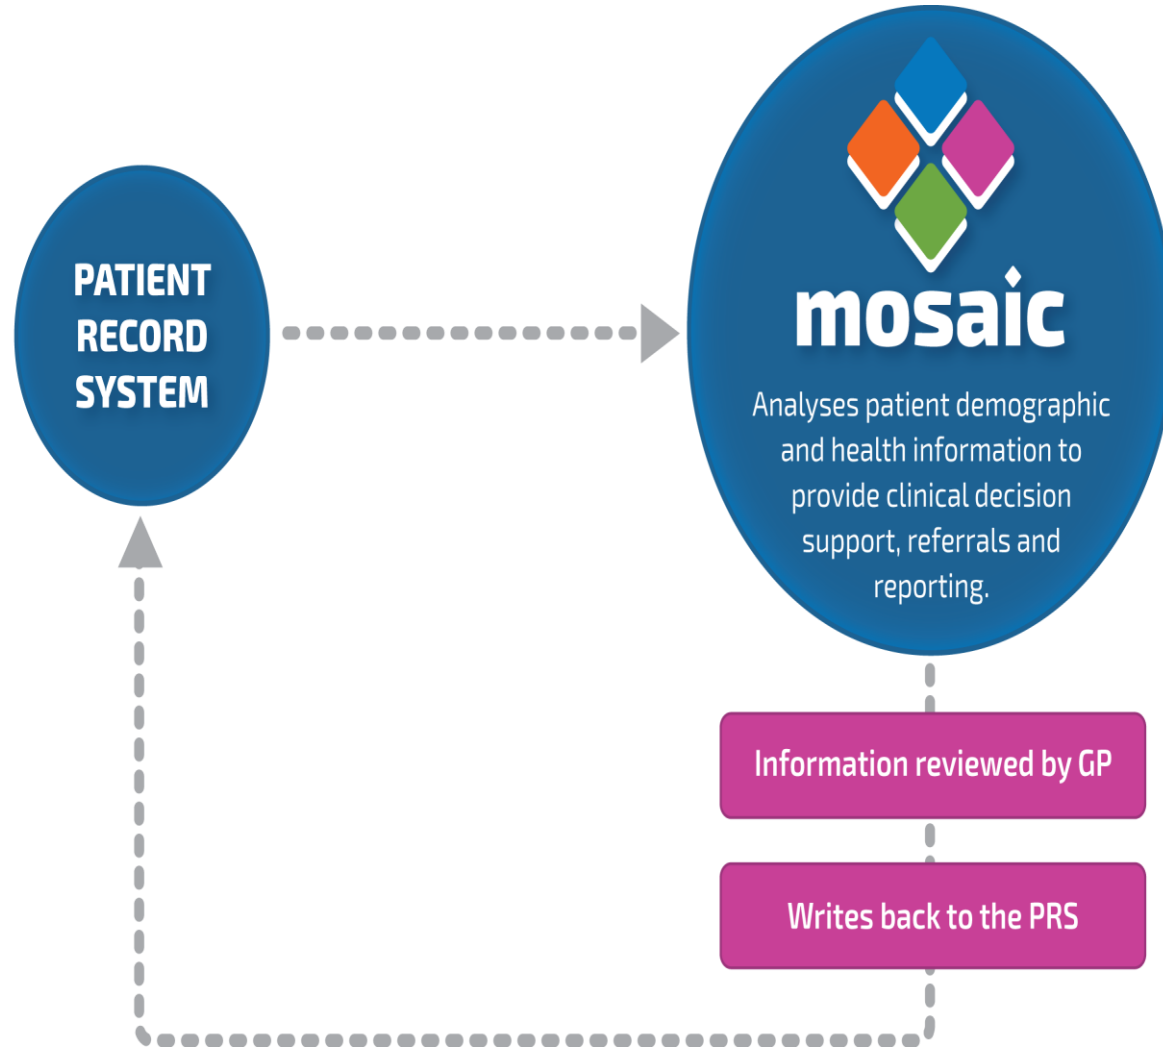 PATIENT
RECORD
SYSTEM
mosaic
Analyses patient demographic
and health information to
provide clinical decision
support, referrals and
reporting.
Information reviewed by GP
Writes back to the PRS